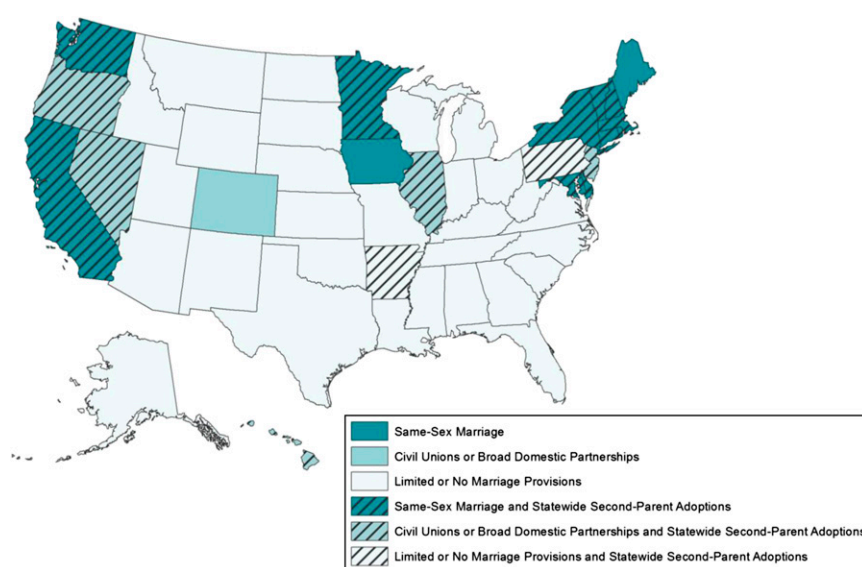 Same-Sex Marriage
Civil Unions or Broad Domestic Partnerships
Limited or No Marriage Provisions
Same-Sex Marriage and Statewide Second-Parent Adoptions
Civil Unions or Broad Domestic Partnerships and Statewide Second-Parent Adoptions
Limited or No Marriage Provisions and Statewide Second-Parent Adoptions